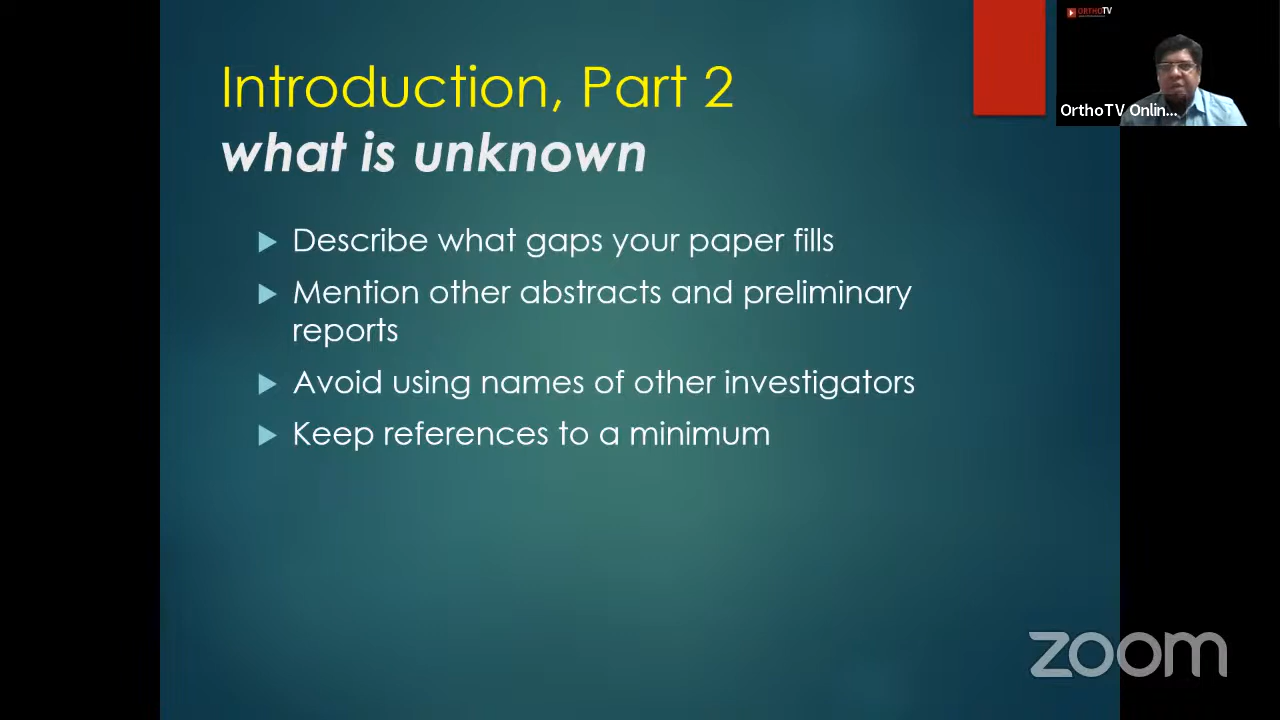 Introduction, Part 2
what is unknown
Describe what gaps your paper fills
Mention other abstracts and preliminary
reports
Avoid using names of other investigators
Keep references to a minimum
ORTHOTV
OrthoTV Onlin...
zoom